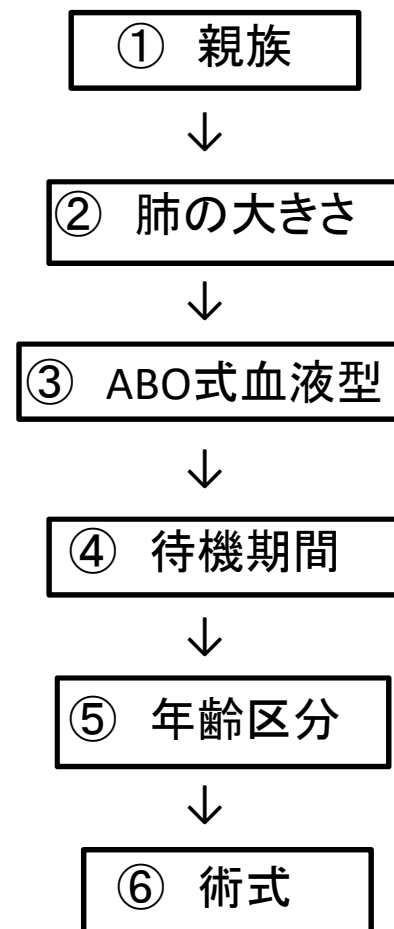 ① 親族
↓
② 肺の大きさ
↓
③ ABO式血液型
↓
④ 待機期間
↓
⑤ 年齢区分
↓
⑥ 術式